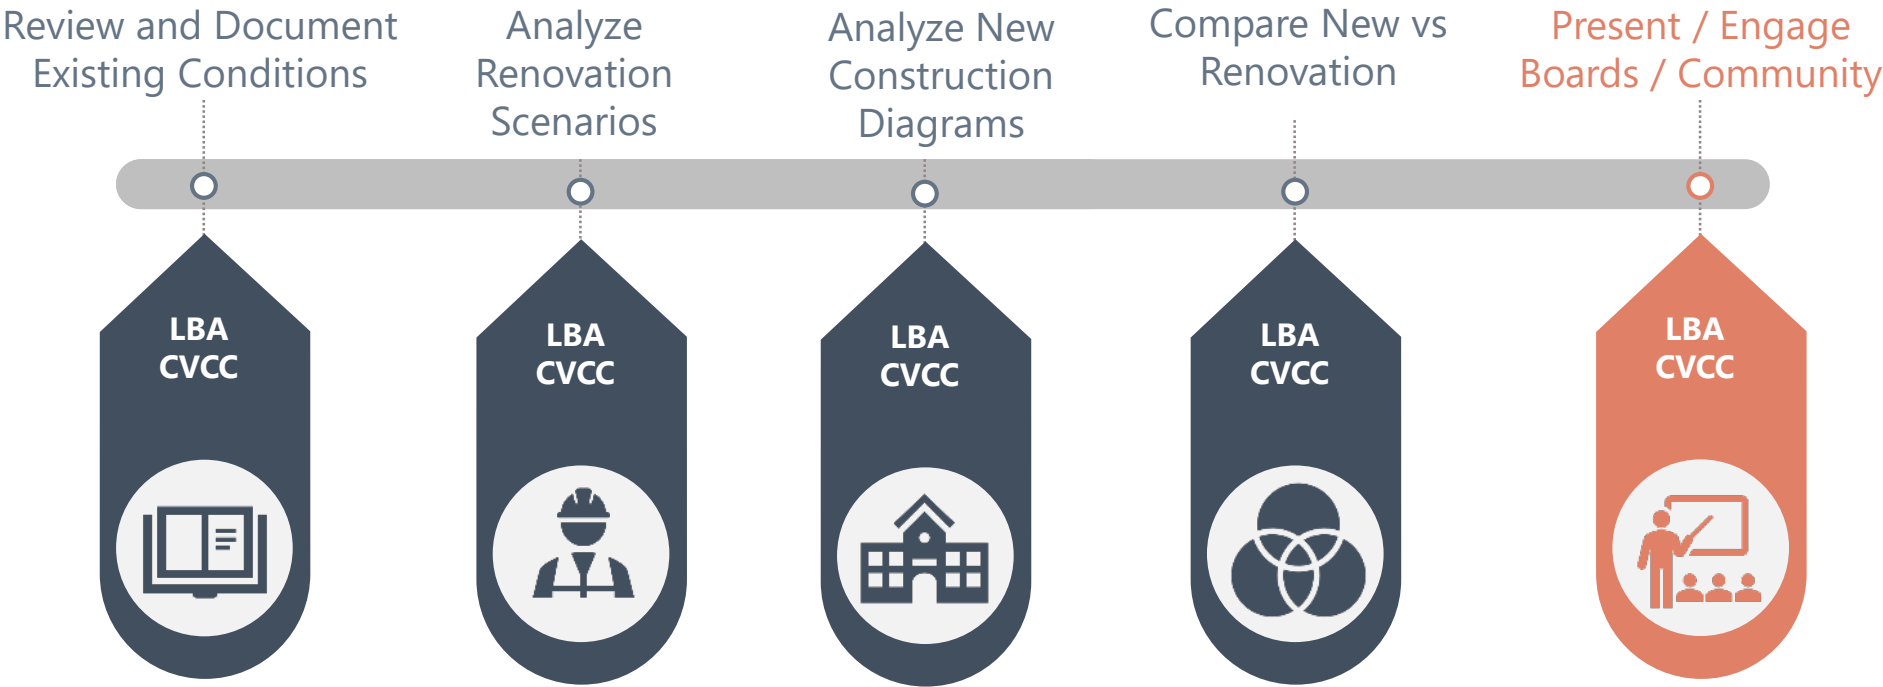 Review and Document
Existing Conditions
Analyze
Renovation
Scenarios
Analyze New
Construction
Diagrams
Compare New vs
Renovation
Present / Engage
Boards / Community
LBA
CVCC
LBA
CVCC
LBA
CVCC
LBA
CVCC
LBA
CVCC